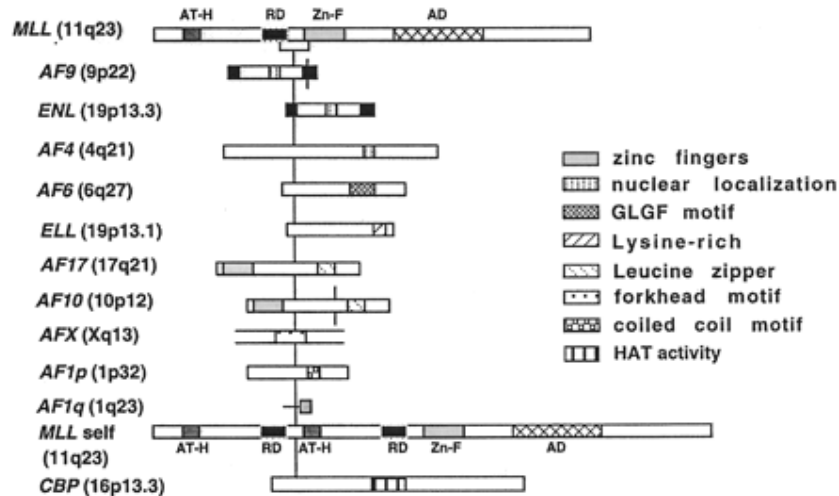 AT-H RD Zn-F AD
MLL (11q23)
AF9 (9p22)
ENL (19p13.3)
AF4 (4q21)
AF6 (6q27)
ELL (19p13.1)
AF17 (17q21)
AF10 (10p12)
AFX (Xq13)
AF1p (1p32)
AF1q (1q23)
MLL self
(11q23)
AT-H RD AT-H RD Zn-F AD
CBP (16p13.3)
zinc fingers
nuclear localization
GLGF motif
Lysine-rich
Leucine zipper
forkhead motif
coiled coil motif
HAT activity